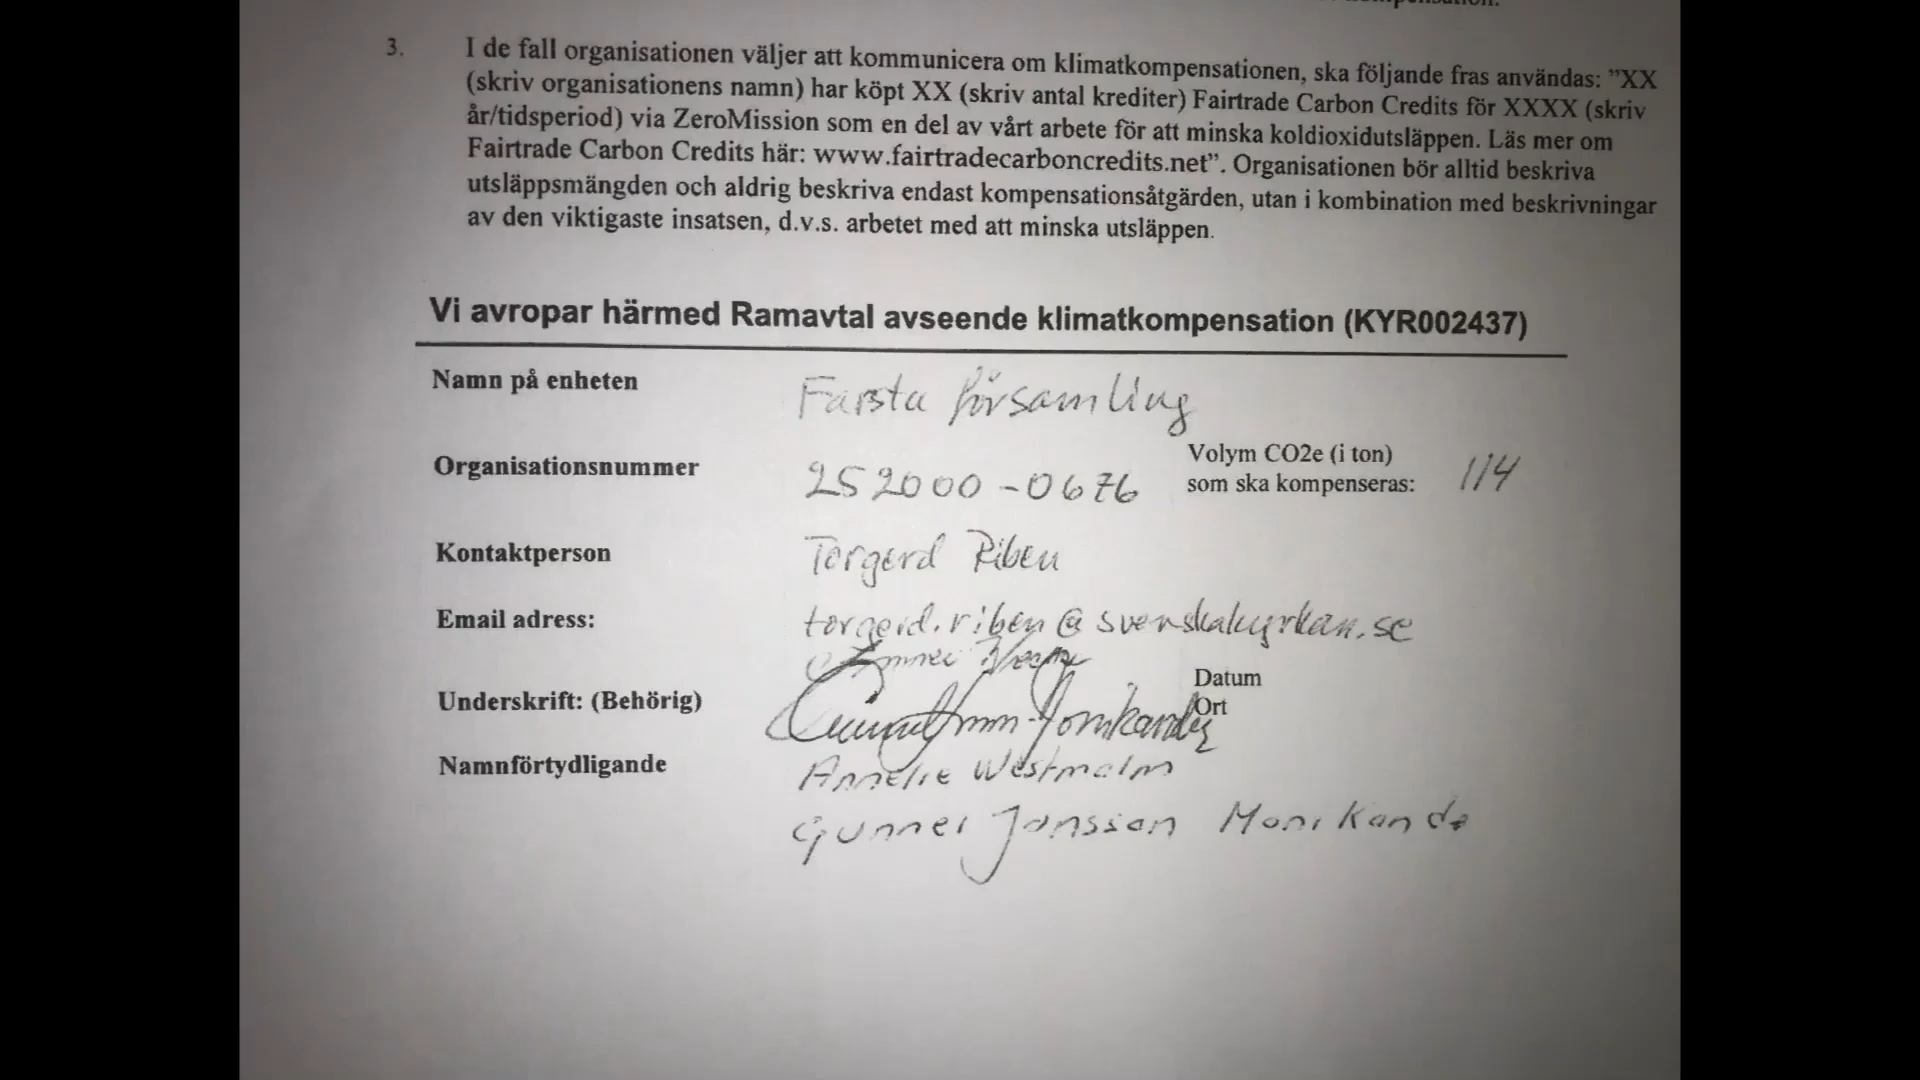 3. I de fall organisationen väljer att kommunicera om klimatkompensationen, ska följande fras användas: ”XX
(skriv organisationens namn) har köpt XX (skriv antal krediter) Fairtrade Carbon Credits för XXXX (skriv
år/tidsperiod) via ZeroMission som en del av vårt arbete för att minska koldioxidutsläppen. Läs mer om
Fairtrade Carbon Credits här: www.fairtradecarboncredits.net”. Organisationen bör alltid beskriva
utsläppsmängden och aldrig beskriva endast kompensationsåtgärden, utan i kombination med beskrivningar
av den viktigaste insatsen, d.v.s. arbetet med att minska utsläppen.
Vi avropar härmed Ramavtal avseende klimatkompensation (KYR002437)
Namn på enheten Farsta församling
Organisationsnummer 252000-0676 Volym CO2e (i ton)
som ska kompenseras: 114
Kontaktperson Torgerd Riben
Email adress: torgerd.riben@svenskakyrkan.se
Datum
Underskrift: (Behörig) Ort
Namnförtydligande Annelie Westmalm
Gunnel Jonsson Morikando